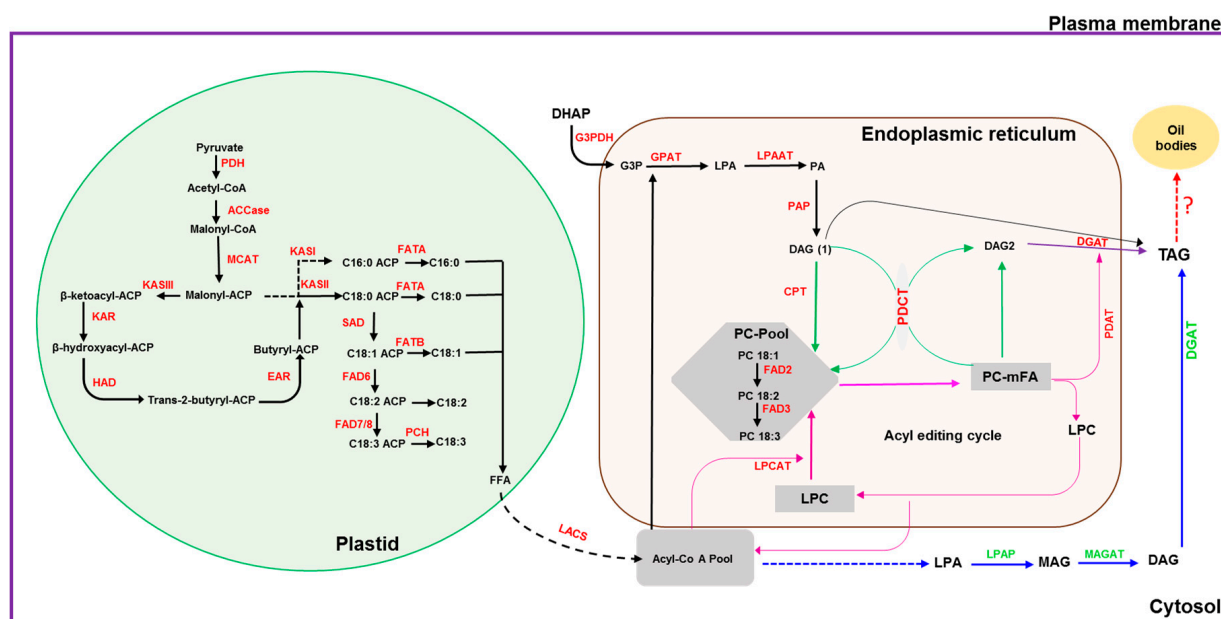 Plasma membrane
Pyruvate
PDH
Acetyl-CoA
ACCase
Malonyl-CoA
MCAT
β-ketoacyl-ACP
KASIII
Malonyl-ACP
KAR
β-hydroxyacyl-ACP
HAD
Trans-2-butyryl-ACP
EAR
Butyryl-ACP
KASI
KASII
C16:0 ACP
FATA
C16:0
C18:0 ACP
FATA
C18:0
SAD
C18:1 ACP
FATB
C18:1
FAD6
C18:2 ACP
C18:2
FAD7/8
C18:3 ACP
PCH
C18:3
FFA
Plastid
LACS
DHAP
G3PDH
Endoplasmic reticulum
G3P
GPAT
LPA
LPAAT
PA
PAP
DAG (1)
DAG2
DGAT
CPT
PDCT
PDAT
PC-Pool
PC 18:1
FAD2
PC 18:2
FAD3
PC 18:3
PC-mFA
Acyl editing cycle
LPC
LPCAT
LPC
Oil
bodies
?
TAG
DGAT
Acyl-Co A Pool
LPA
LPAP
MAG
MAGAT
DAG
Cytosol